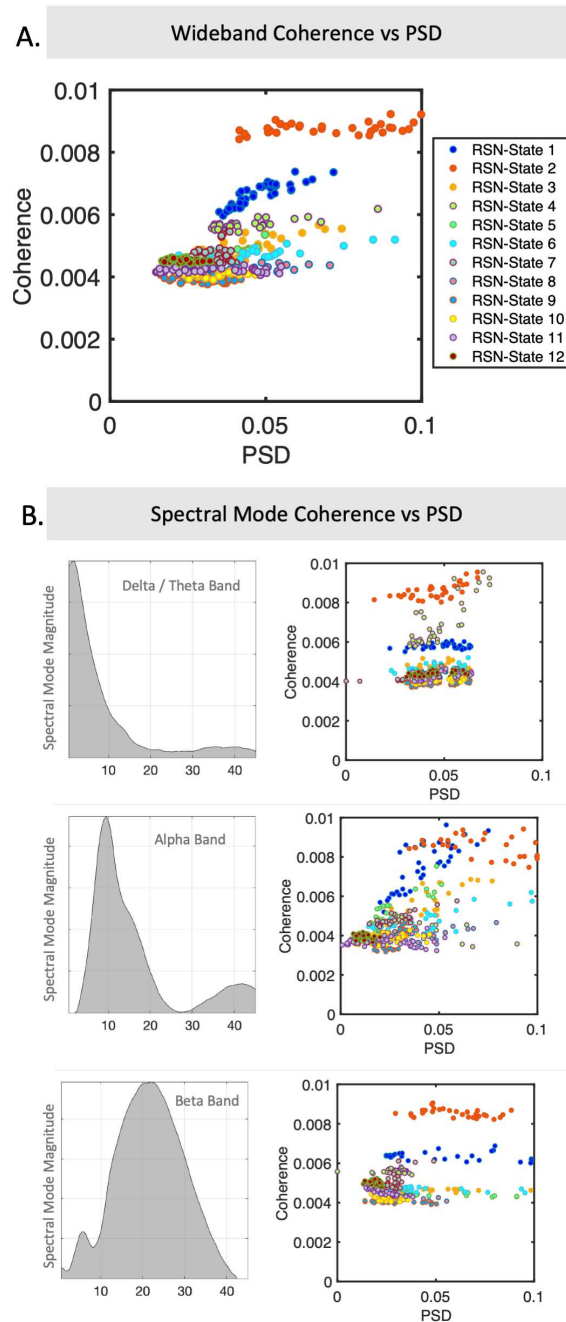 A.
Wideband Coherence vs PSD
0.01
0.008
0.006
0.004
0.002
0
Coherence
0
0.05
0.1
PSD
RSN-State 1
RSN-State 2
RSN-State 3
RSN-State 4
RSN-State 5
RSN-State 6
RSN-State 7
RSN-State 8
RSN-State 9
RSN-State 10
RSN-State 11
RSN-State 12
B.
Spectral Mode Coherence vs PSD
Spectral Mode Magnitude
Delta / Theta Band
10
20
30
40
0.01
0.008
0.006
0.004
0.002
0
Coherence
0
0.05
0.1
PSD
Spectral Mode Magnitude
Alpha Band
10
20
30
40
0.01
0.008
0.006
0.004
0.002
0
Coherence
0
0.05
0.1
PSD
Spectral Mode Magnitude
Beta Band
10
20
30
40
0.01
0.008
0.006
0.004
0.002
0
Coherence
0
0.05
0.1
PSD